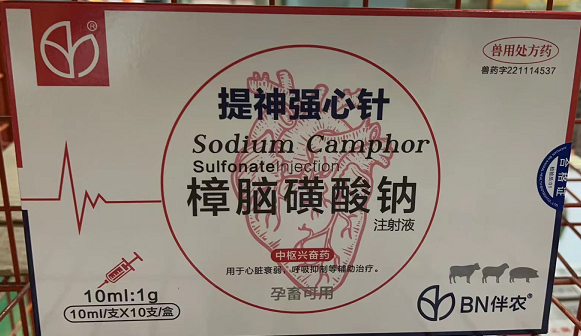 ®
兽用处方药
兽药字221114537
提神强心针
Sodium Camphor
SulfonateInjection
樟脑磺酸钠
注射液
中枢兴奋药
用于心脏衰弱、呼吸抑制等辅助治疗。
孕畜可用
10ml:1g
10ml/支X10支/盒
合格证
BN伴农®